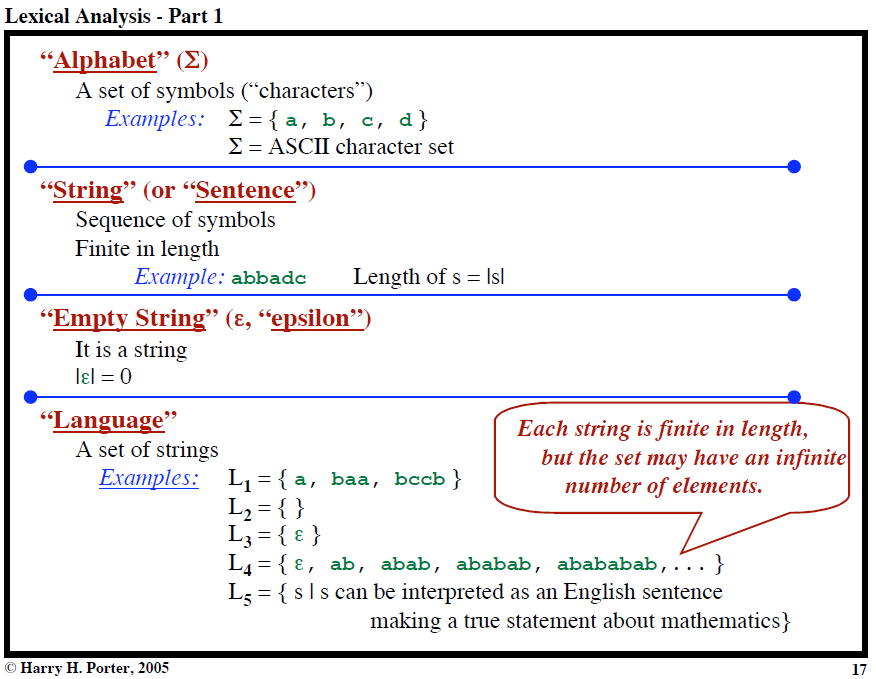 Lexical Analysis - Part 1
“Alphabet” (Σ)
A set of symbols (“characters”)
Examples: Σ = { a, b, c, d }
Σ = ASCII character set
“String” (or “Sentence”)
Sequence of symbols
Finite in length
Example: abbadc Length of s = |s|
“Empty String” (ε, “epsilon”)
It is a string
|ε| = 0
“Language”
A set of strings
Each string is finite in length,
but the set may have an infinite
number of elements.
Examples: L1 = { a, baa, bccb }
L2 = { }
L3 = { ε }
L4 = { ε, ab, abab, ababab, abababab,... }
L5 = { s | s can be interpreted as an English sentence
making a true statement about mathematics}
© Harry H. Porter, 2005 17